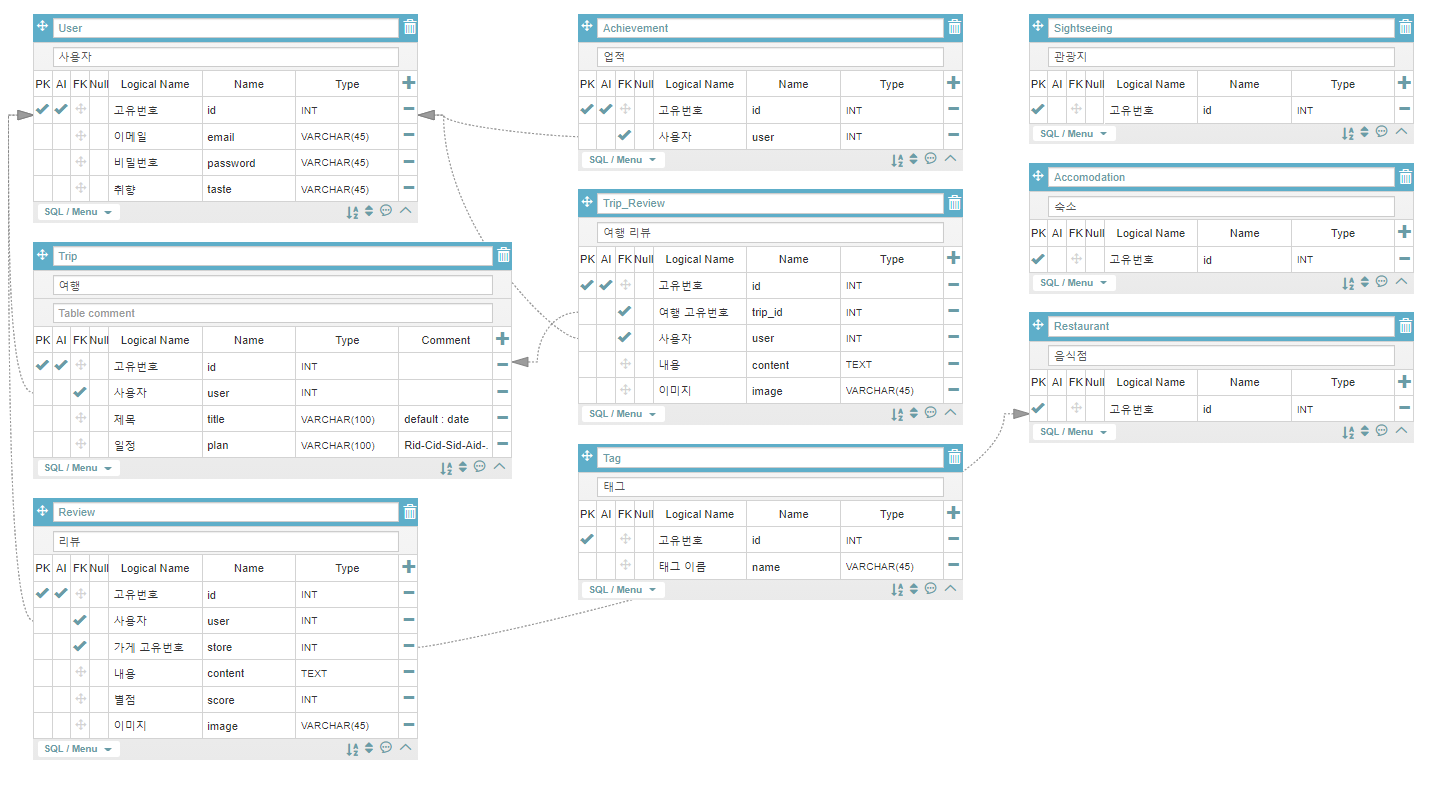 User
사용자
PK AI FK Null Logical Name Name Type
고유번호 id INT
이메일 email VARCHAR(45)
비밀번호 password VARCHAR(45)
취향 taste VARCHAR(45)
SQL / Menu
Trip
여행
Table comment
PK AI FK Null Logical Name Name Type Comment
고유번호 id INT
사용자 user INT
제목 title VARCHAR(100) default : date
일정 plan VARCHAR(100) Rid-Cid-Sid-Aid-.
SQL / Menu
Review
리뷰
PK AI FK Null Logical Name Name Type
고유번호 id INT
사용자 user INT
가게 고유번호 store INT
내용 content TEXT
별점 score INT
이미지 image VARCHAR(45)
SQL / Menu
Achievement
업적
PK AI FK Null Logical Name Name Type
고유번호 id INT
사용자 user INT
SQL / Menu
Trip_Review
여행 리뷰
PK AI FK Null Logical Name Name Type
고유번호 id INT
여행 고유번호 trip_id INT
사용자 user INT
내용 content TEXT
이미지 image VARCHAR(45)
SQL / Menu
Tag
태그
PK AI FK Null Logical Name Name Type
고유번호 id INT
태그 이름 name VARCHAR(45)
SQL / Menu
Sightseeing
관광지
PK AI FK Null Logical Name Name Type
고유번호 id INT
SQL / Menu
Accomodation
숙소
PK AI FK Null Logical Name Name Type
고유번호 id INT
SQL / Menu
Restaurant
음식점
PK AI FK Null Logical Name Name Type
고유번호 id INT
SQL / Menu